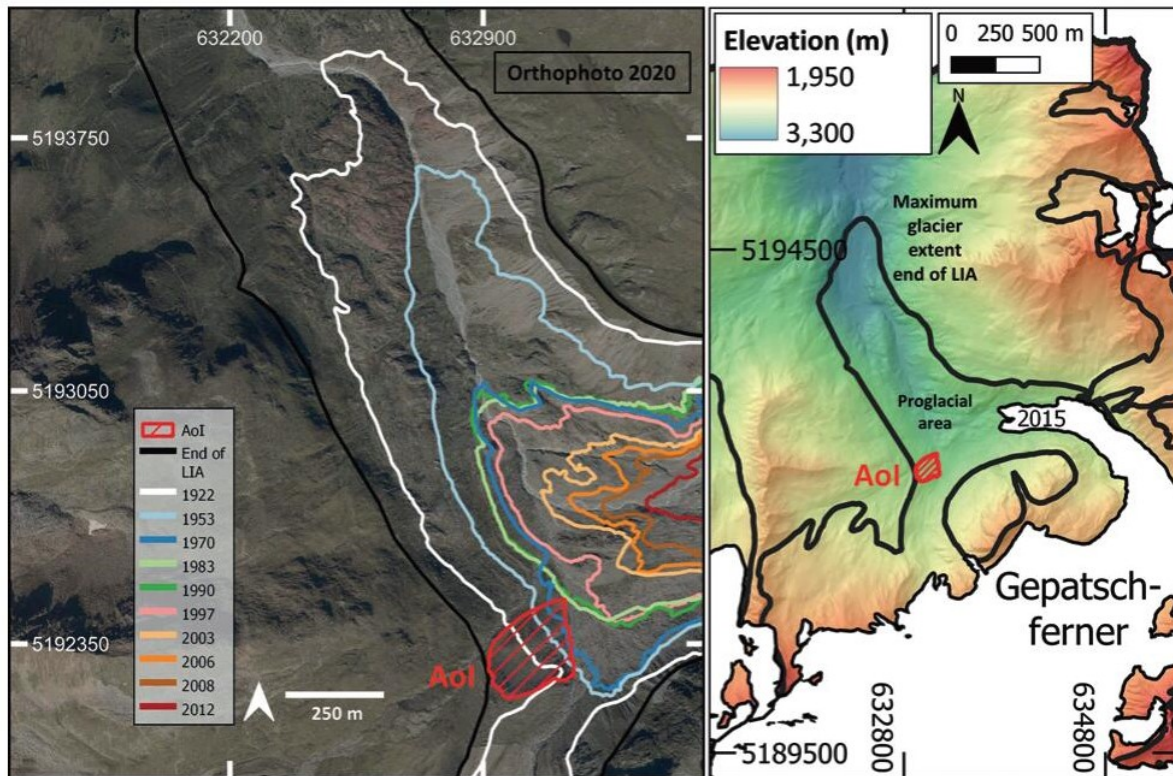 632200
632900
Orthophoto 2020
5193750
5193050
5192350
AoI
End of
LIA
1922
1953
1970
1983
1990
1997
2003
2006
2008
2012
AoI
250 m
Elevation (m)
1,950
3,300
0 250 500 m
N
Maximum
glacier
extent
end of LIA
5194500
Proglacial
area
2015
AoI
Gepatsch-
ferner
632800
634800
5189500